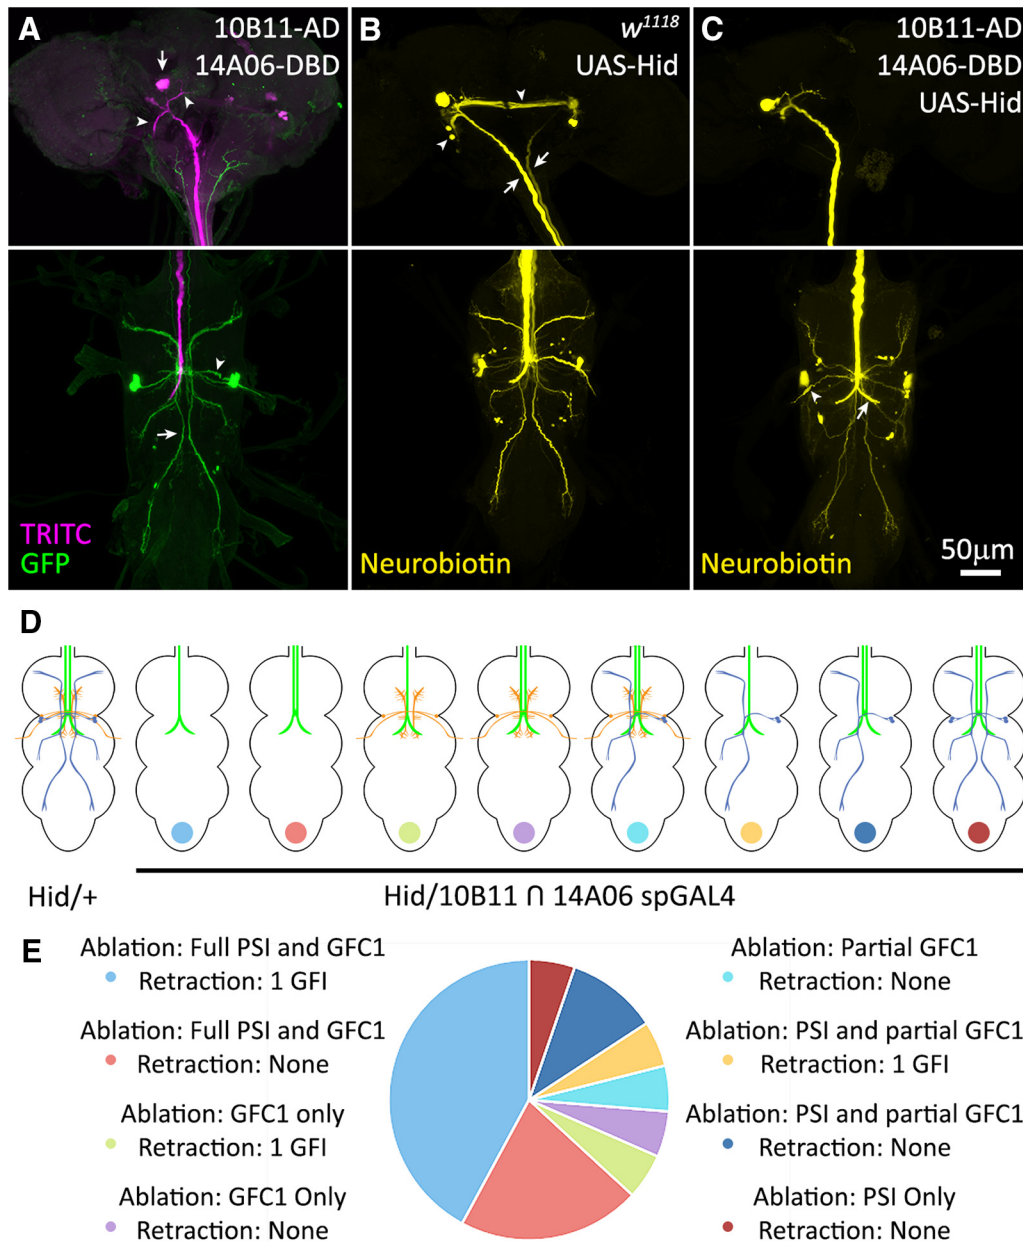 A
10B11-AD
14A06-DBD
B
w1118
UAS-Hid
C
10B11-AD
14A06-DBD
UAS-Hid
TRITC
GFP
Neurobiotin
Neurobiotin
50μm
D
Hid/+
Hid/10B11 ∩ 14A06 spGAL4
E
Ablation: Full PSI and GFC1
Retraction: 1 GFI
Ablation: Full PSI and GFC1
Retraction: None
Ablation: GFC1 only
Retraction: 1 GFI
Ablation: GFC1 Only
Retraction: None
Ablation: Partial GFC1
Retraction: None
Ablation: PSI and partial GFC1
Retraction: 1 GFI
Ablation: PSI and partial GFC1
Retraction: None
Ablation: PSI Only
Retraction: None